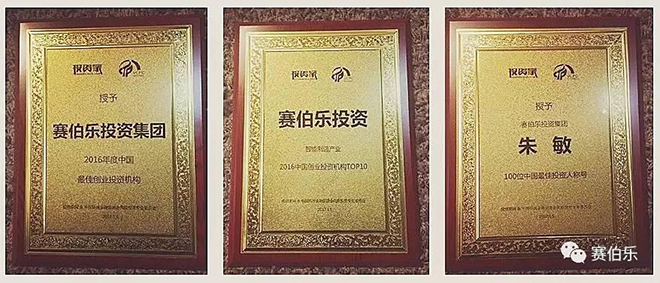 投资家
授予
赛伯乐投资集团
2016年度中国
最佳创业投资机构
投资家
赛伯乐投资
智能制造产业
2016中国创业投资机构TOP10
投资家
授予
赛伯乐投资集团
朱 敏
100位中国最佳投资人称号
赛伯乐